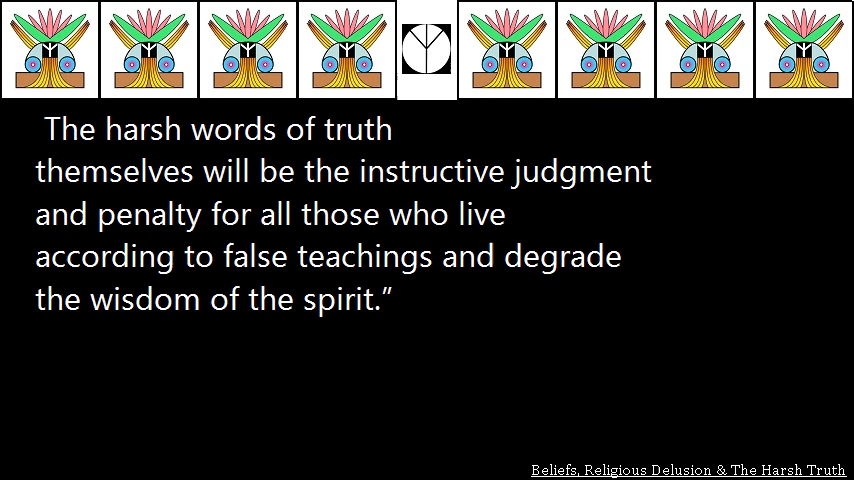 The harsh words of truth
themselves will be the instructive judgment
and penalty for all those who live
according to false teachings and degrade
the wisdom of the spirit.”
Beliefs, Religious Delusion & The Harsh Truth